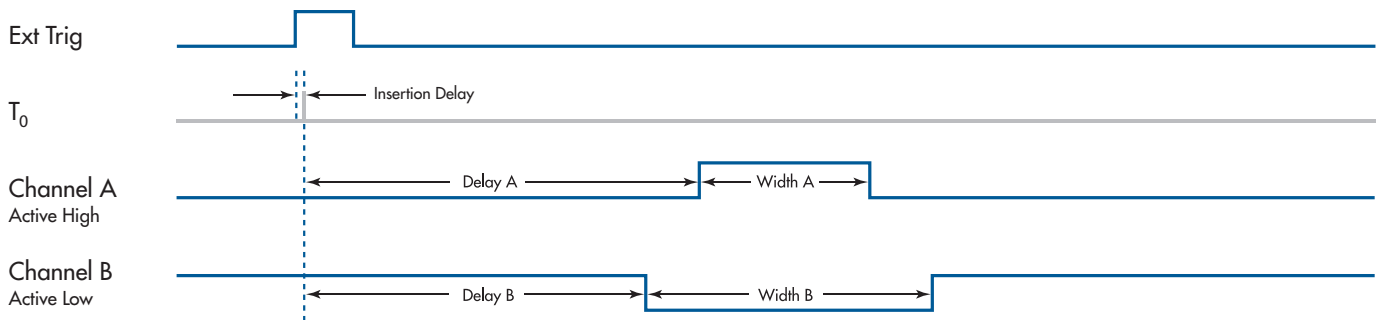 Ext Trig
Insertion Delay
T0
Channel A
Active High
Delay A
Width A
Channel B
Active Low
Delay B
Width B